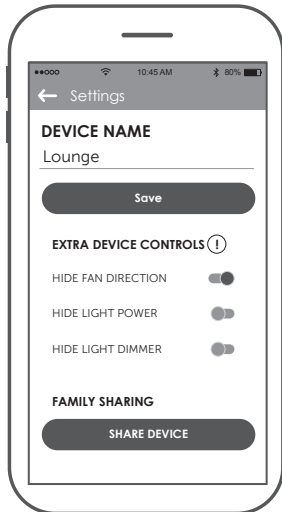 10:45 AM 80%
Settings
DEVICE NAME
Lounge
Save
EXTRA DEVICE CONTROLS !
HIDE FAN DIRECTION
HIDE LIGHT POWER
HIDE LIGHT DIMMER
FAMILY SHARING
SHARE DEVICE